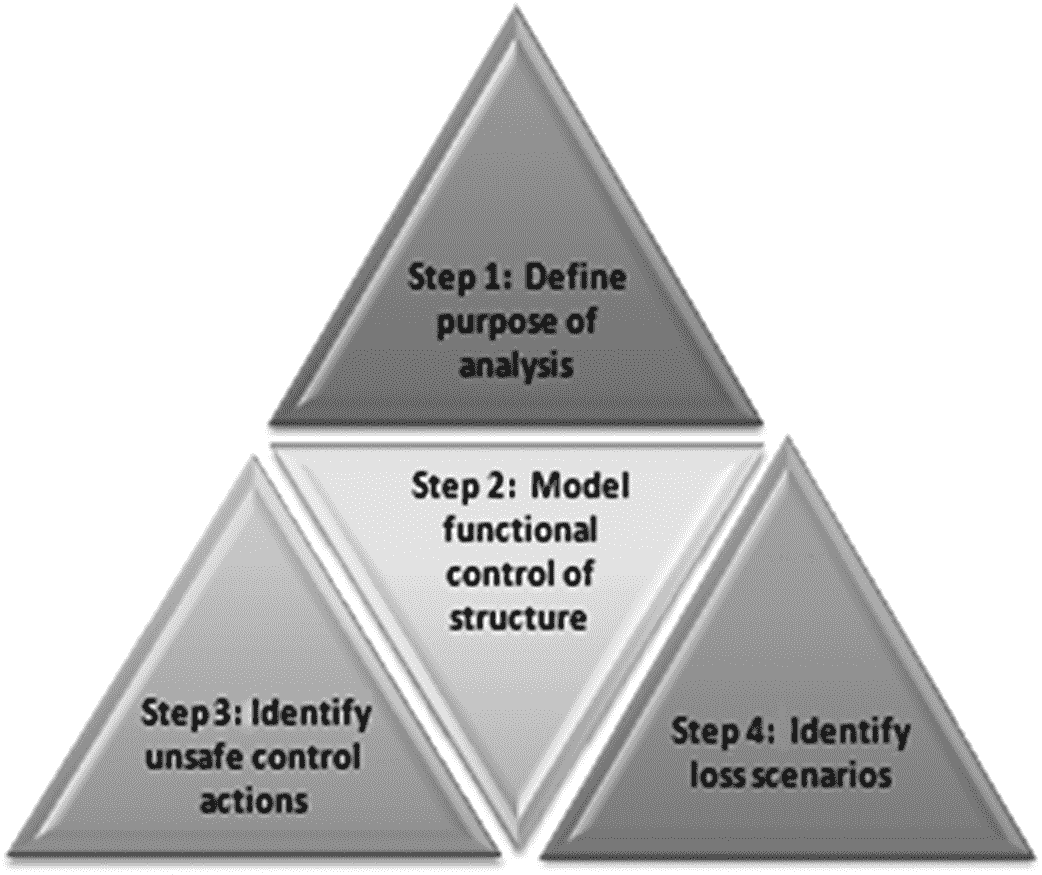 Step 1: Define
purpose of
analysis
Step 2: Model
functional
control of
structure
Step 3: Identify
unsafe control
actions
Step 4: Identify
loss scenarios